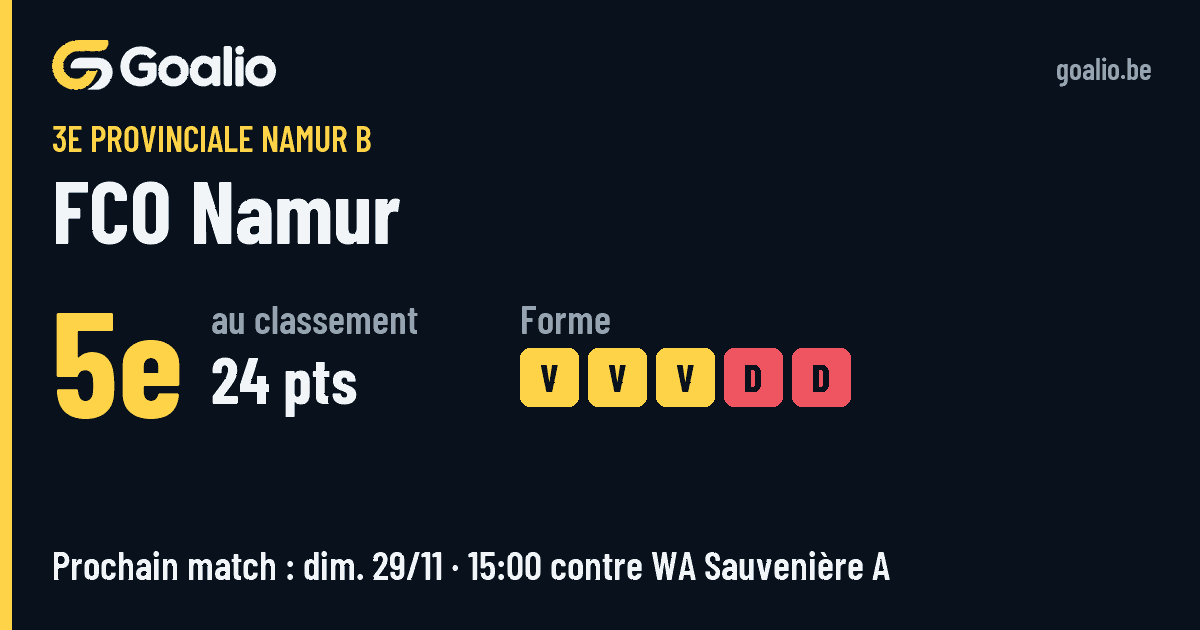 Goalio
goalio.be
3E PROVINCIALE NAMUR B
FCO Namur
5e
au classement
24 pts
Forme
V V V D D
Prochain match : dim. 29/11 · 15:00 contre WA Sauvenière A